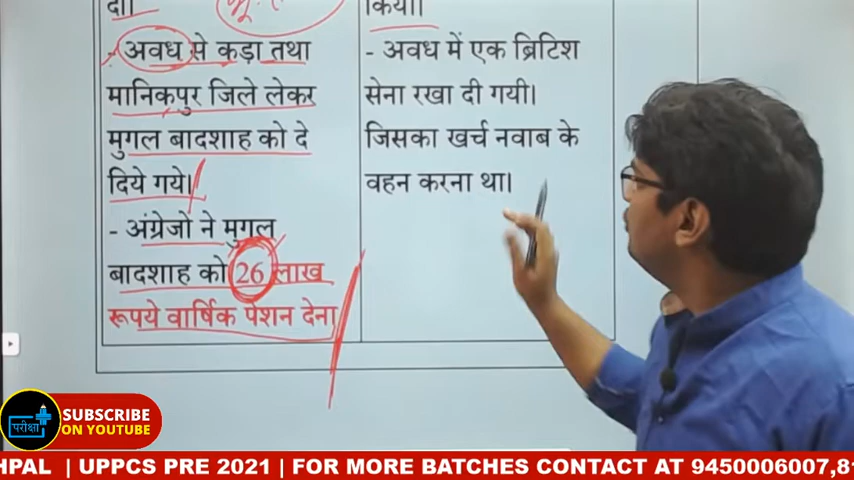 दी।
- अवध से कड़ा तथा
मानिकपुर जिले लेकर
मुगल बादशाह को दे
दिये गये।
- अंग्रेजों ने मुगल
बादशाह को 26 लाख
रूपये वार्षिक पेंशन देना
किया।
- अवध में एक ब्रिटिश
सेना रखा दी गयी।
जिसका खर्च नवाब के
वहन करना था।
परीक्षा
SUBSCRIBE
ON YOUTUBE
HPAL | UPPCS PRE 2021 | FOR MORE BATCHES CONTACT AT 9450006007,8